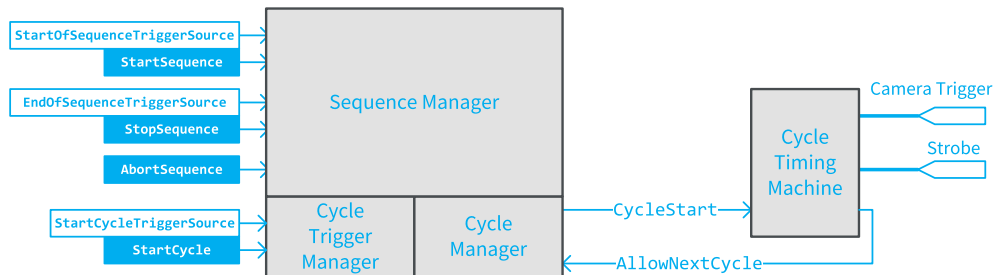 StartOfSequenceTriggerSource
StartSequence
EndOfSequenceTriggerSource
StopSequence
AbortSequence
StartCycleTriggerSource
StartCycle
Sequence Manager
Cycle
Trigger
Manager
Cycle
Manager
CycleStart
AllowNextCycle
Cycle
Timing
Machine
Camera Trigger
Strobe